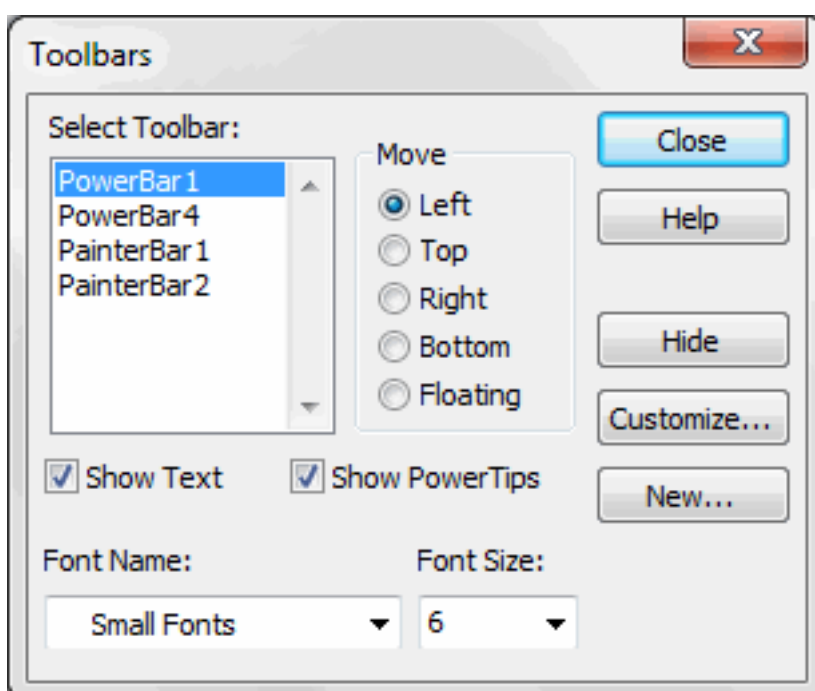 Toolbars
Select Toolbar:
PowerBar1
PowerBar4
PainterBar1
PainterBar2
Move
Left
Top
Right
Bottom
Floating
Close
Help
Hide
Customize...
New...
Show Text
Show PowerTips
Font Name:
Font Size:
Small Fonts
6